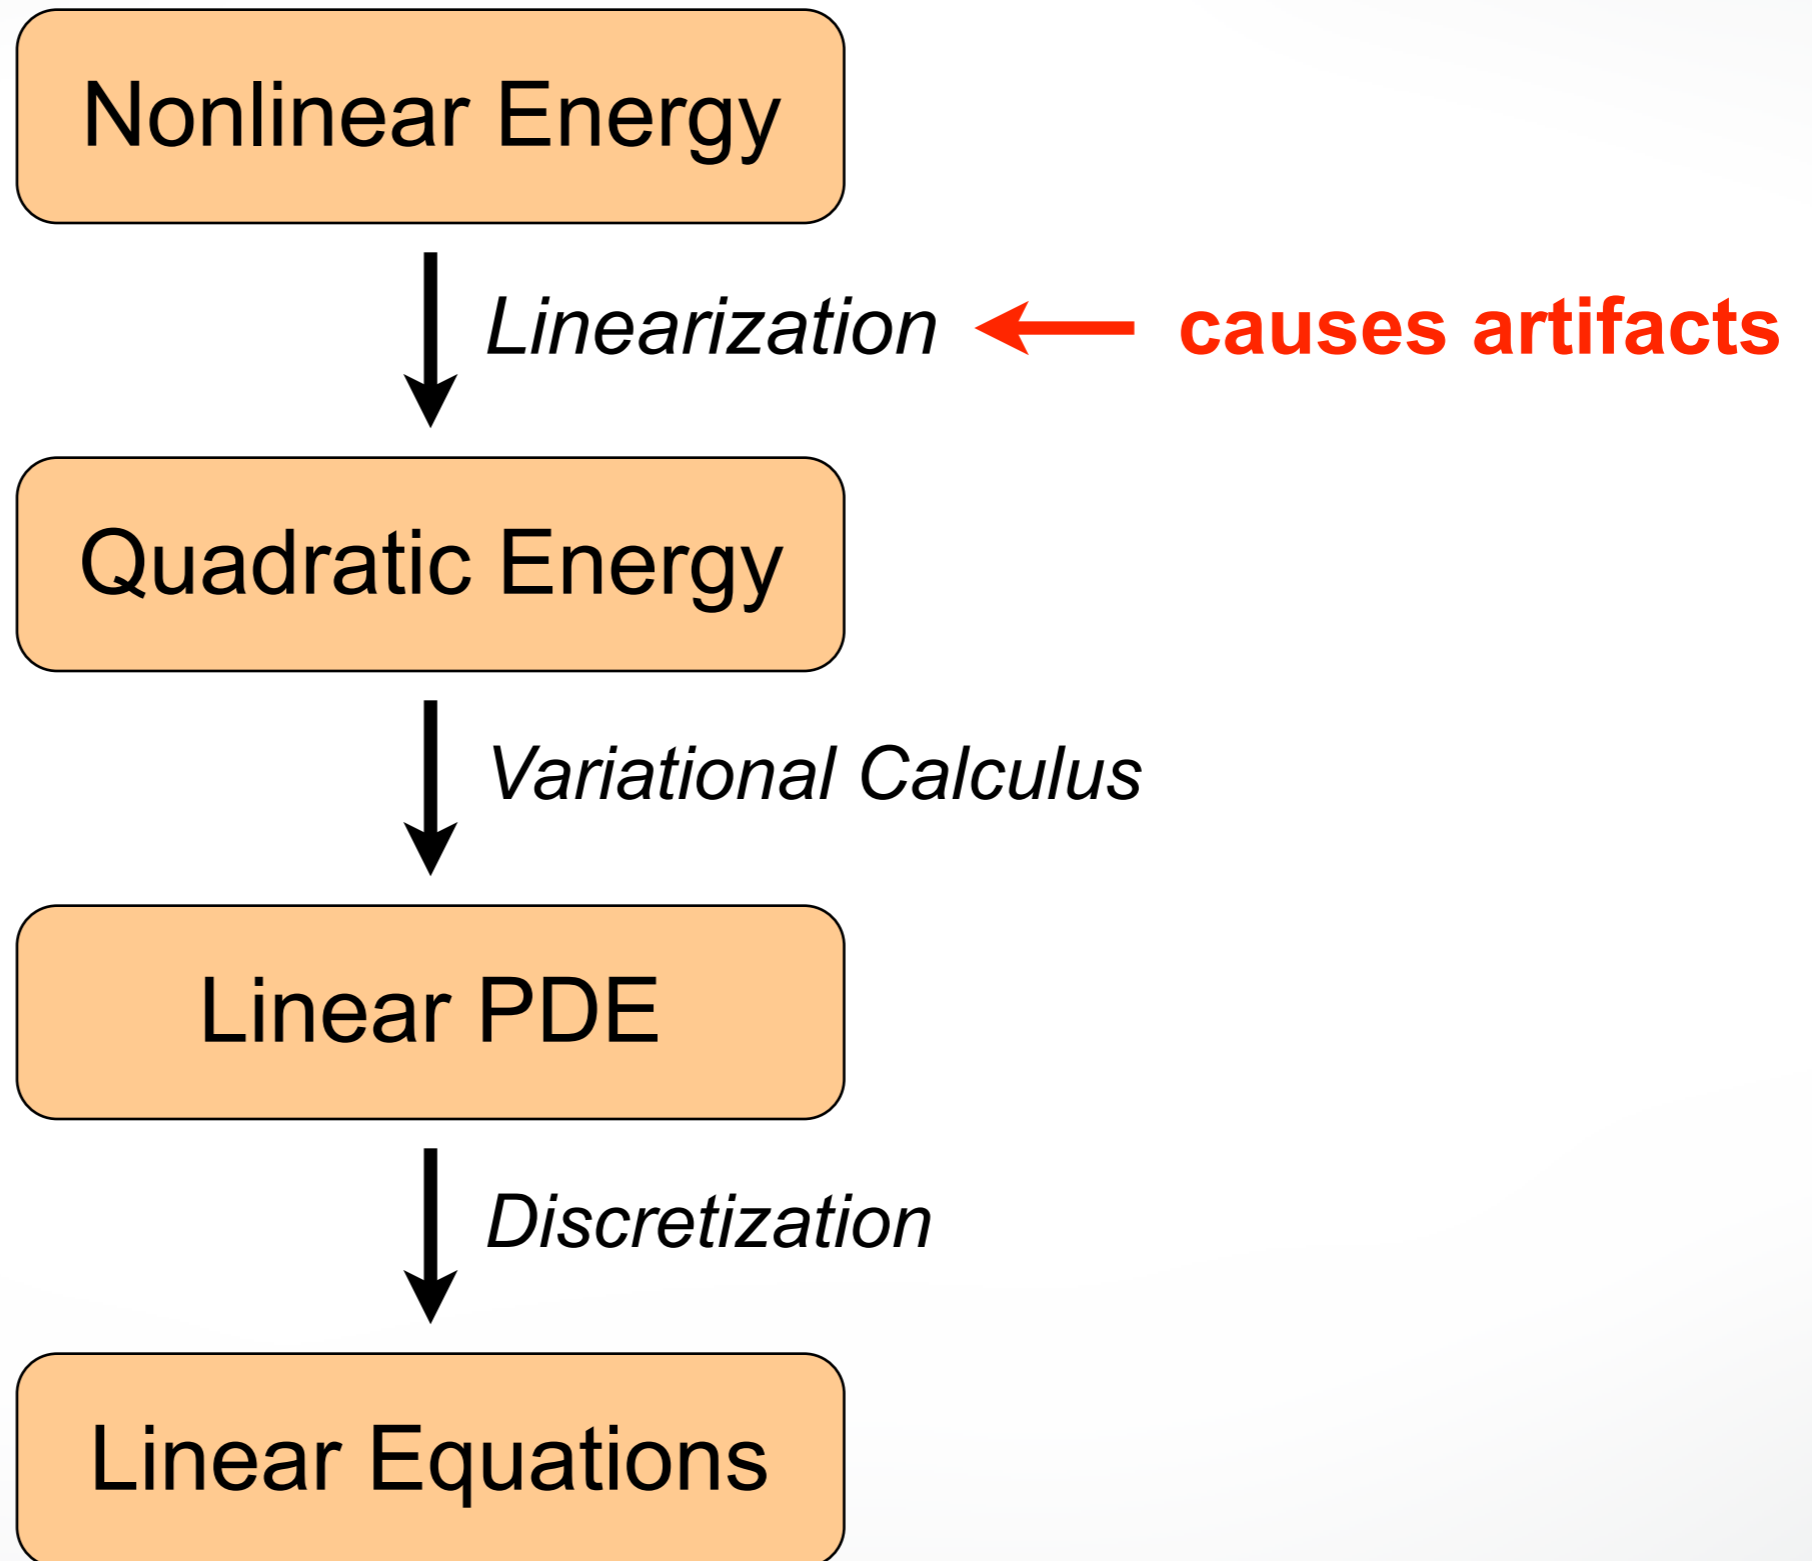 Nonlinear Energy
Linearization
causes artifacts
Quadratic Energy
Variational Calculus
Linear PDE
Discretization
Linear Equations